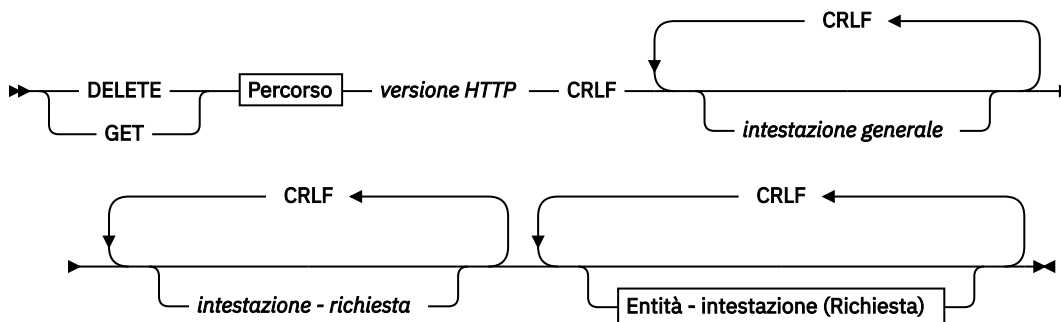 CRLF
DELETE Percorso versione HTTP CRLF
GET intestazione generale
CRLF CRLF
intestazione - richiesta Entità - intestazione (Richiesta)